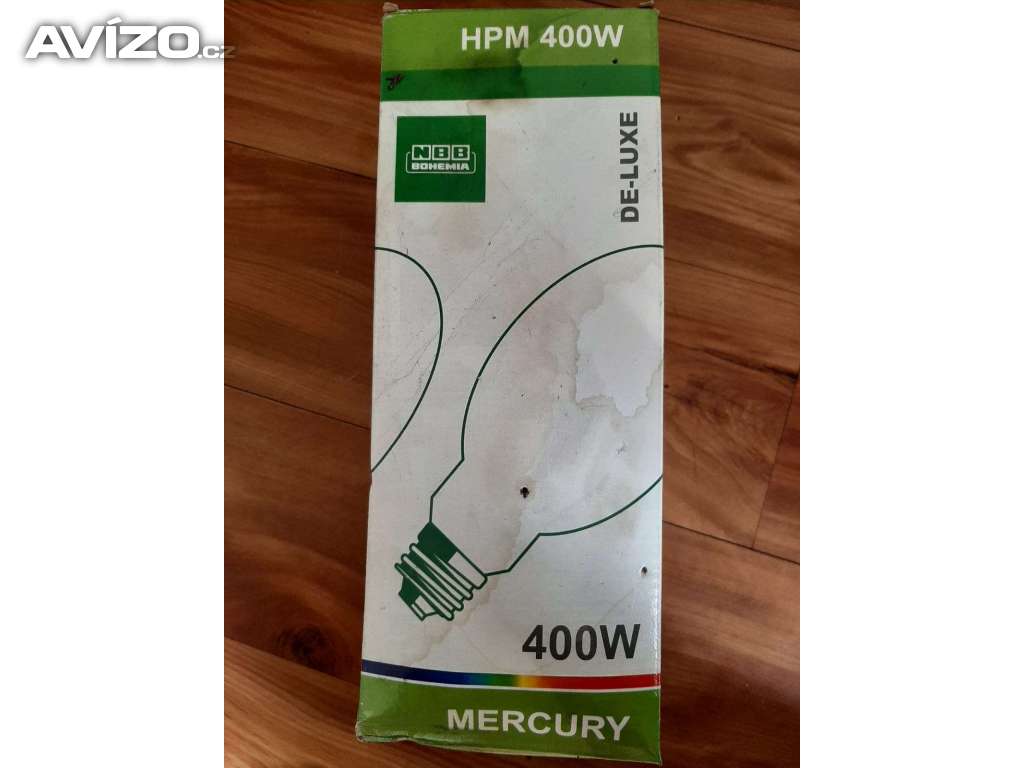 AVÍZO.cz
HPM 400W
NBB
BOHEMIA
DE-LUXE
400W
MERCURY